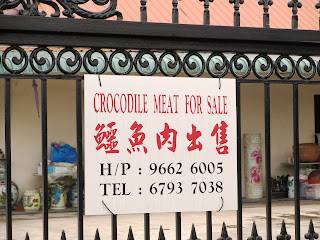 CROCODILE MEAT FOR SALE
鱷魚肉出售
H/P : 9662 6005
TEL : 6793 7038